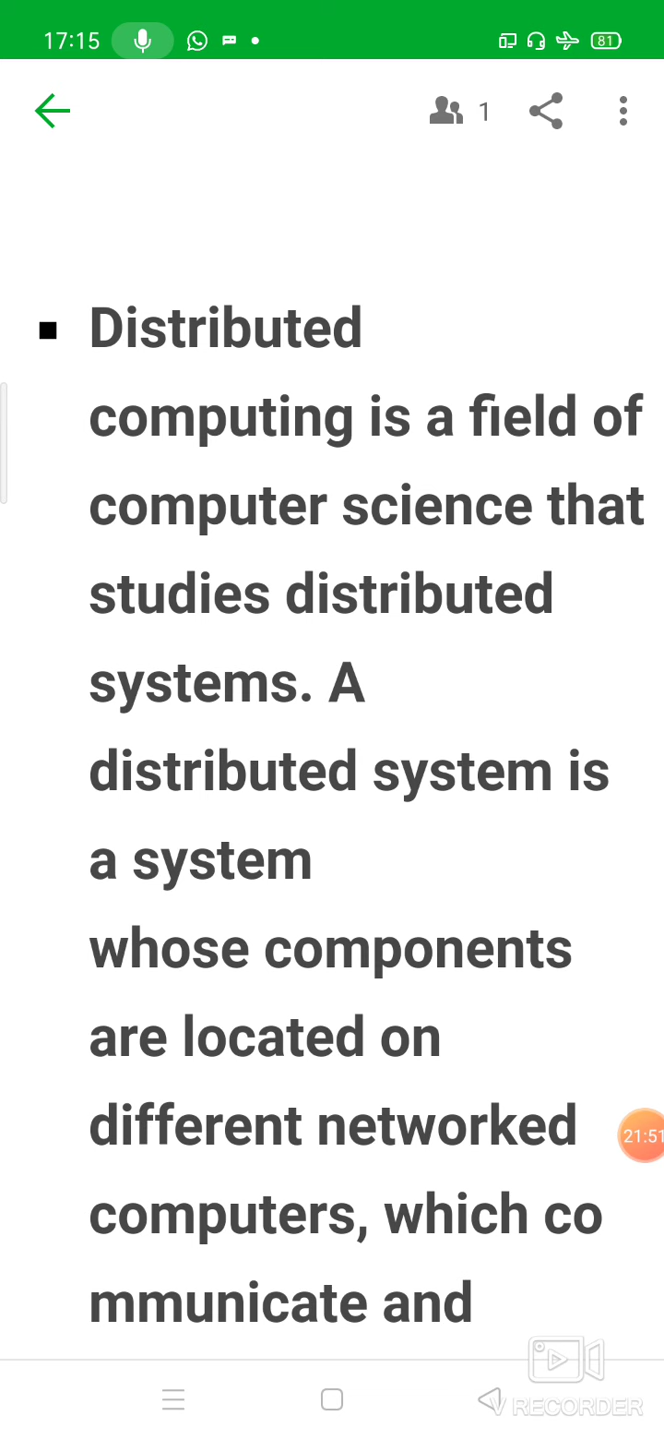 17:15
81
1
Distributed
computing is a field of
computer science that
studies distributed
systems. A
distributed system is
a system
whose components
are located on
different networked
computers, which co
mmunicate and
21:51
V RECORDER